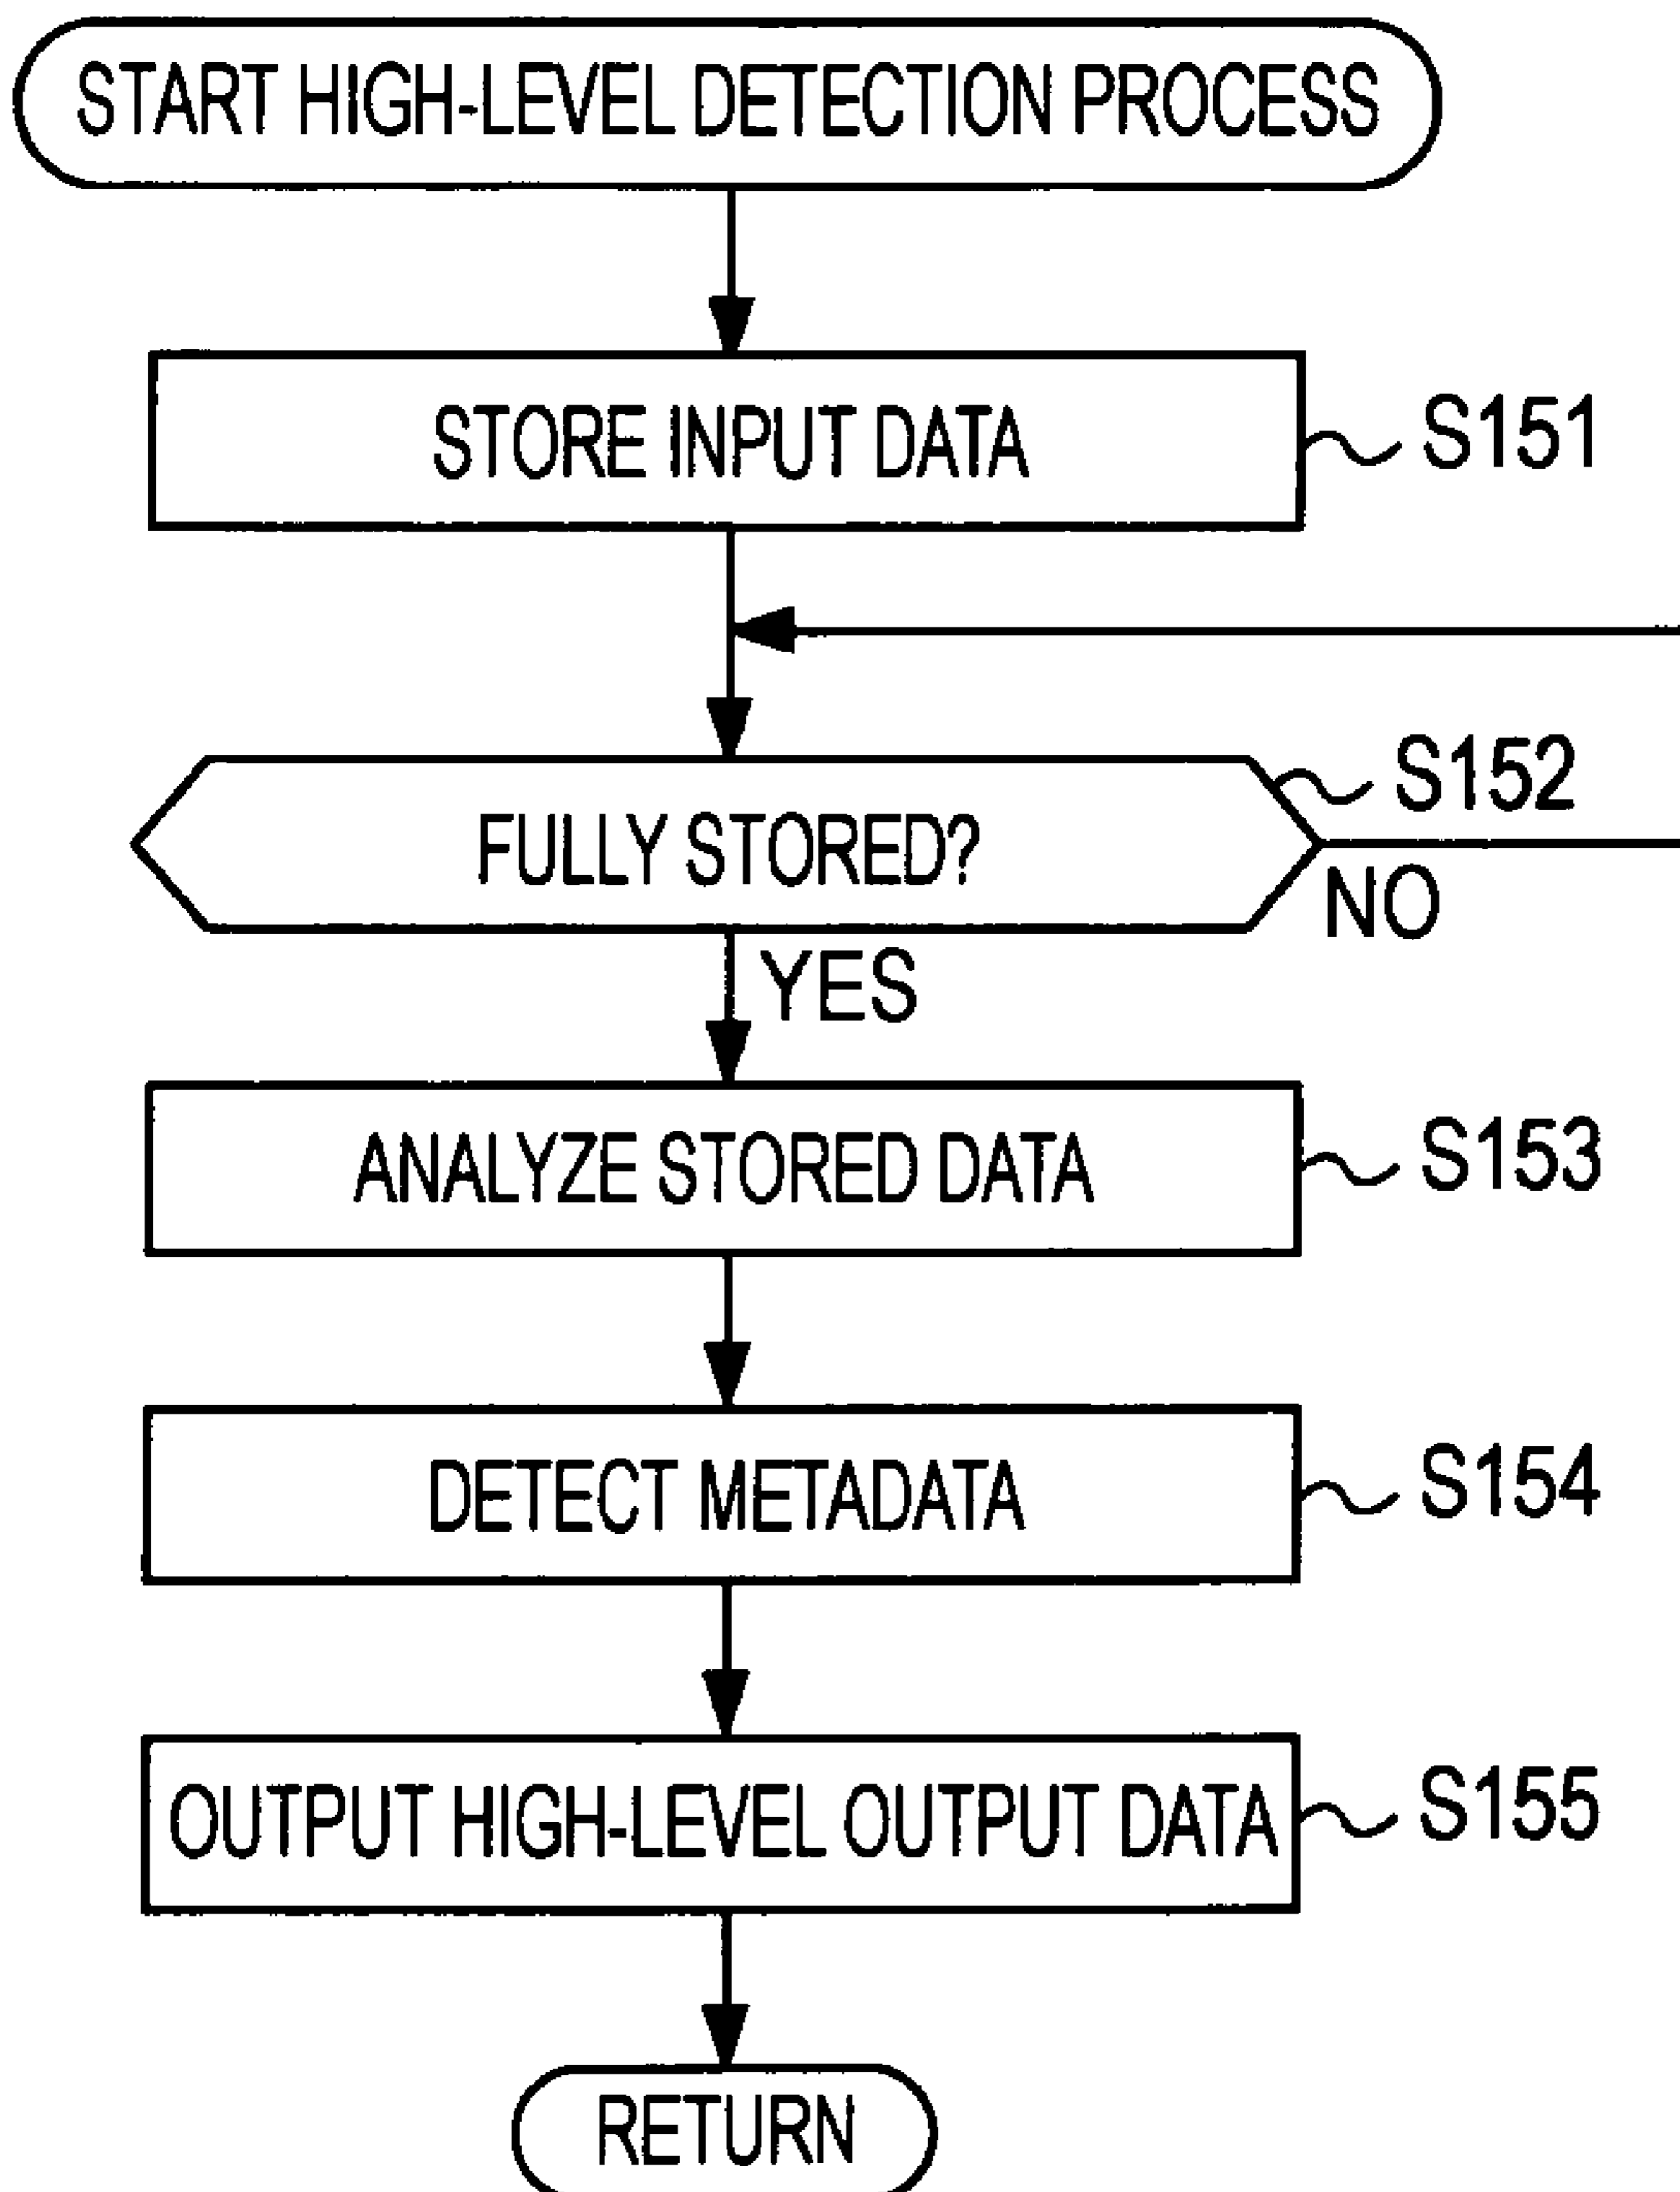 START HIGH-LEVEL DETECTION PROCESS
STORE INPUT DATA
S151
S152
FULLY STORED?
NO
YES
ANALYZE STORED DATA
S153
DETECT METADATA
S154
OUTPUT HIGH-LEVEL OUTPUT DATA
S155
RETURN